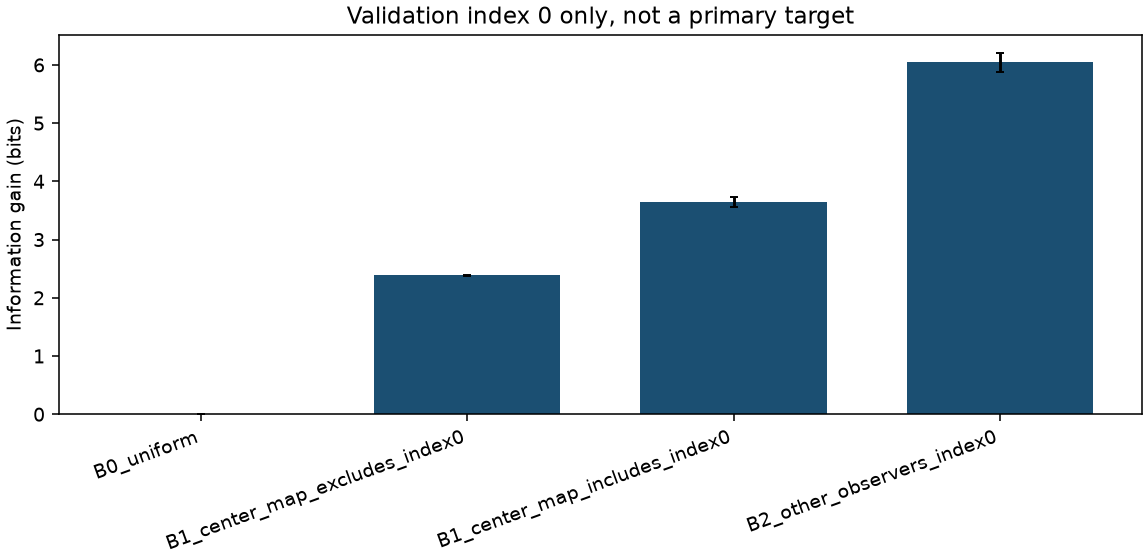 Validation index 0 only, not a primary target
Information gain (bits)
6
5
4
3
2
1
0
B0_uniform
B1_center_map_excludes_index0
B1_center_map_includes_index0
B2_other_observers_index0